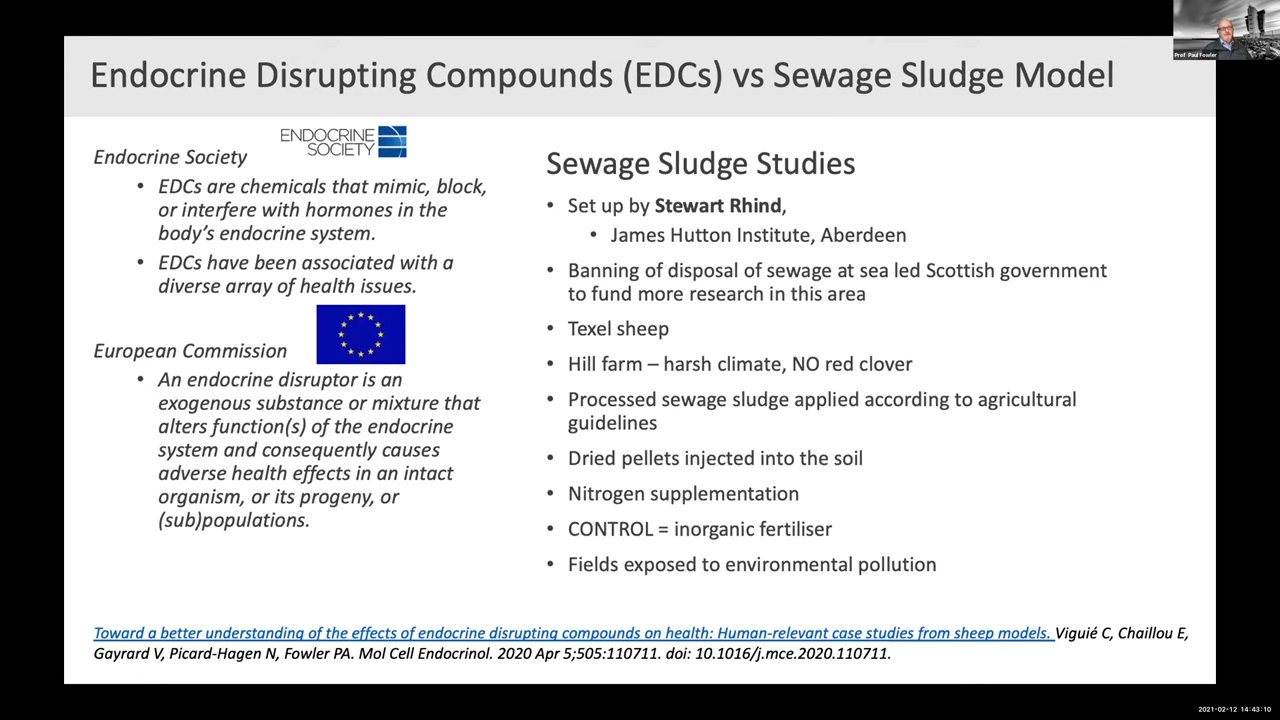 Prof Paul Fowler
Endocrine Disrupting Compounds (EDCs) vs Sewage Sludge Model
ENDOCRINE
SOCIETY
Endocrine Society
• EDCs are chemicals that mimic, block,
or interfere with hormones in the
body's endocrine system.
• EDCs have been associated with a
diverse array of health issues.
European Commission
• An endocrine disruptor is an
exogenous substance or mixture that
alters function(s) of the endocrine
system and consequently causes
adverse health effects in an intact
organism, or its progeny, or
(sub)populations.
Sewage Sludge Studies
• Set up by Stewart Rhind,
• James Hutton Institute, Aberdeen
• Banning of disposal of sewage at sea led Scottish government
to fund more research in this area
• Texel sheep
• Hill farm – harsh climate, NO red clover
• Processed sewage sludge applied according to agricultural
guidelines
• Dried pellets injected into the soil
• Nitrogen supplementation
• CONTROL = inorganic fertiliser
• Fields exposed to environmental pollution
Toward a better understanding of the effects of endocrine disrupting compounds on health: Human-relevant case studies from sheep models. Viguié C, Chaillou E,
Gayrard V, Picard-Hagen N, Fowler PA. Mol Cell Endocrinol. 2020 Apr 5;505:110711. doi: 10.1016/j.mce.2020.110711.
2021-02-12 14:43:10